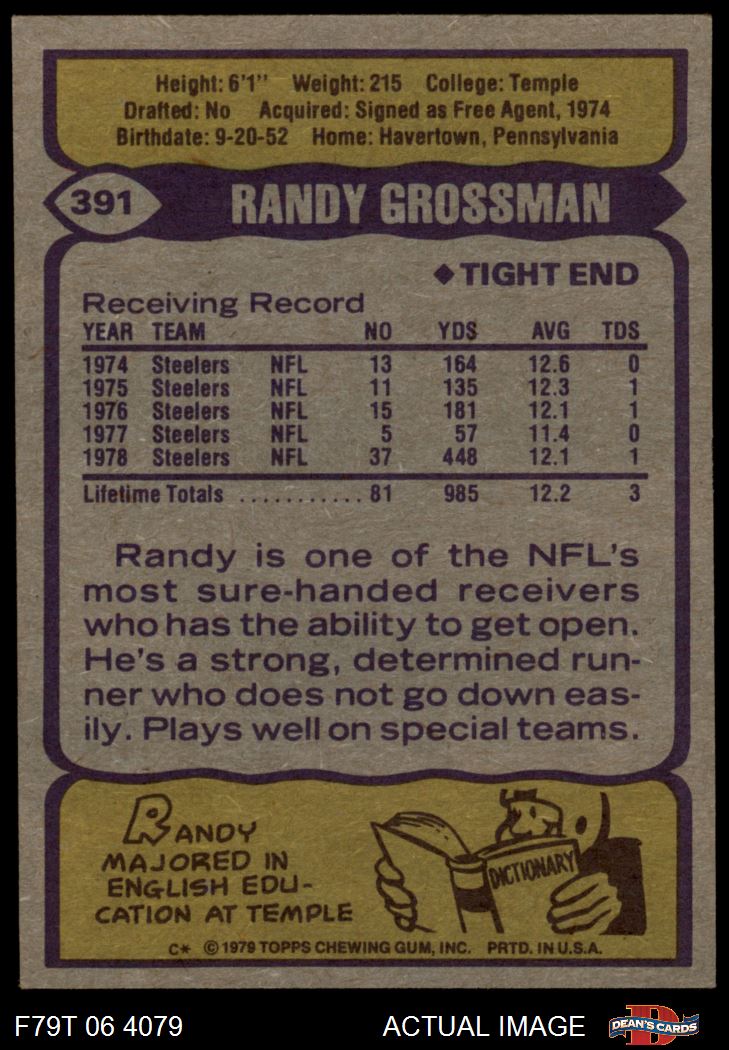 Height: 6'1" Weight: 215 College: Temple
Drafted: No Acquired: Signed as Free Agent, 1974
Birthdate: 9-20-52 Home: Havertown, Pennsylvania
391 RANDY GROSSMAN
◆TIGHT END
Receiving Record
YEAR TEAM NO YDS AVG TDS
1974 Steelers NFL 13 164 12.6 0
1975 Steelers NFL 11 135 12.3 1
1976 Steelers NFL 15 181 12.1 1
1977 Steelers NFL 5 57 11.4 0
1978 Steelers NFL 37 448 12.1 1
Lifetime Totals ............ 81 985 12.2 3
Randy is one of the NFL's
most sure-handed receivers
who has the ability to get open.
He's a strong, determined run-
ner who does not go down eas-
ily. Plays well on special teams.
RANDY
MAJORED IN
ENGLISH EDU-
CATION AT TEMPLE
DICTIONARY
C* © 1979 TOPPS CHEWING GUM, INC. PRTD. IN U.S.A.
F79T 06 4079 ACTUAL IMAGE D DEAN'S CARDS